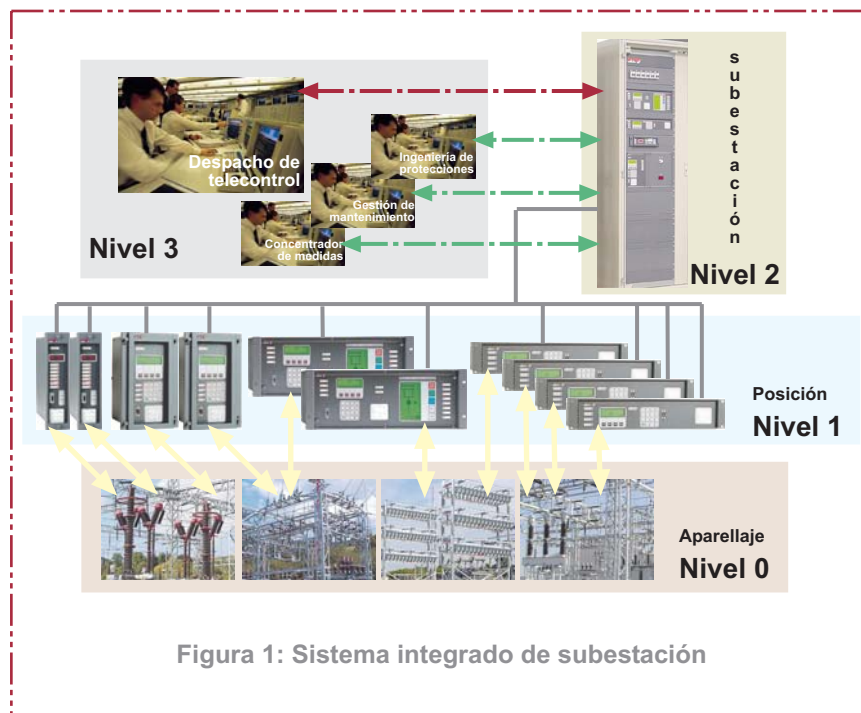 Despacho de
telecontrol
Ingeniería de
protecciones
Gestión de
mantenimiento
Concentrador
de medidas
Nivel 3
subestación
Nivel 2
Posición
Nivel 1
Aparellaje
Nivel 0
Figura 1: Sistema integrado de subestación